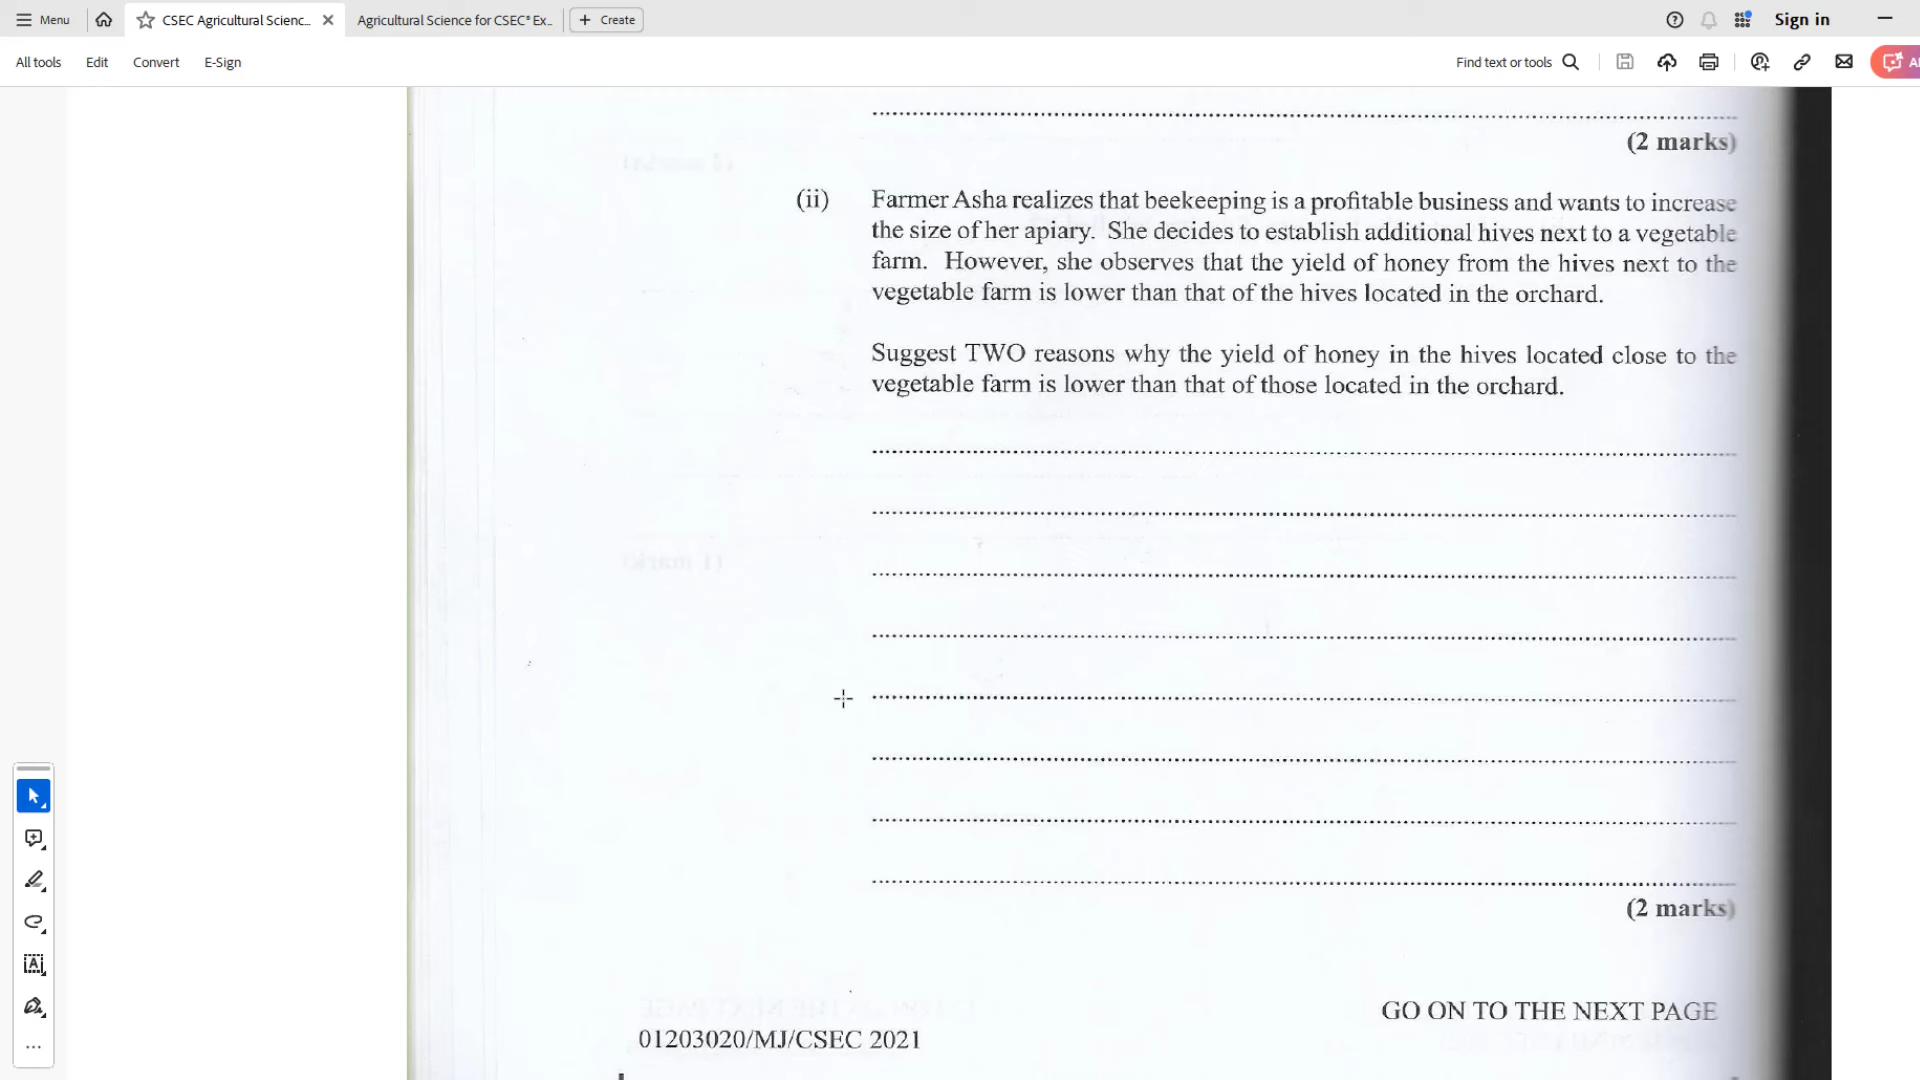 Menu
CSEC Agricultural Scienc...
Agricultural Science for CSEC® Ex...
+ Create
Sign in
All tools
Edit
Convert
E-Sign
Find text or tools
AI
(2 marks)
(ii) Farmer Asha realizes that beekeeping is a profitable business and wants to increase
the size of her apiary. She decides to establish additional hives next to a vegetable
farm. However, she observes that the yield of honey from the hives next to the
vegetable farm is lower than that of the hives located in the orchard.
Suggest TWO reasons why the yield of honey in the hives located close to the
vegetable farm is lower than that of those located in the orchard.
(2 marks)
GO ON TO THE NEXT PAGE
01203020/MJ/CSEC 2021